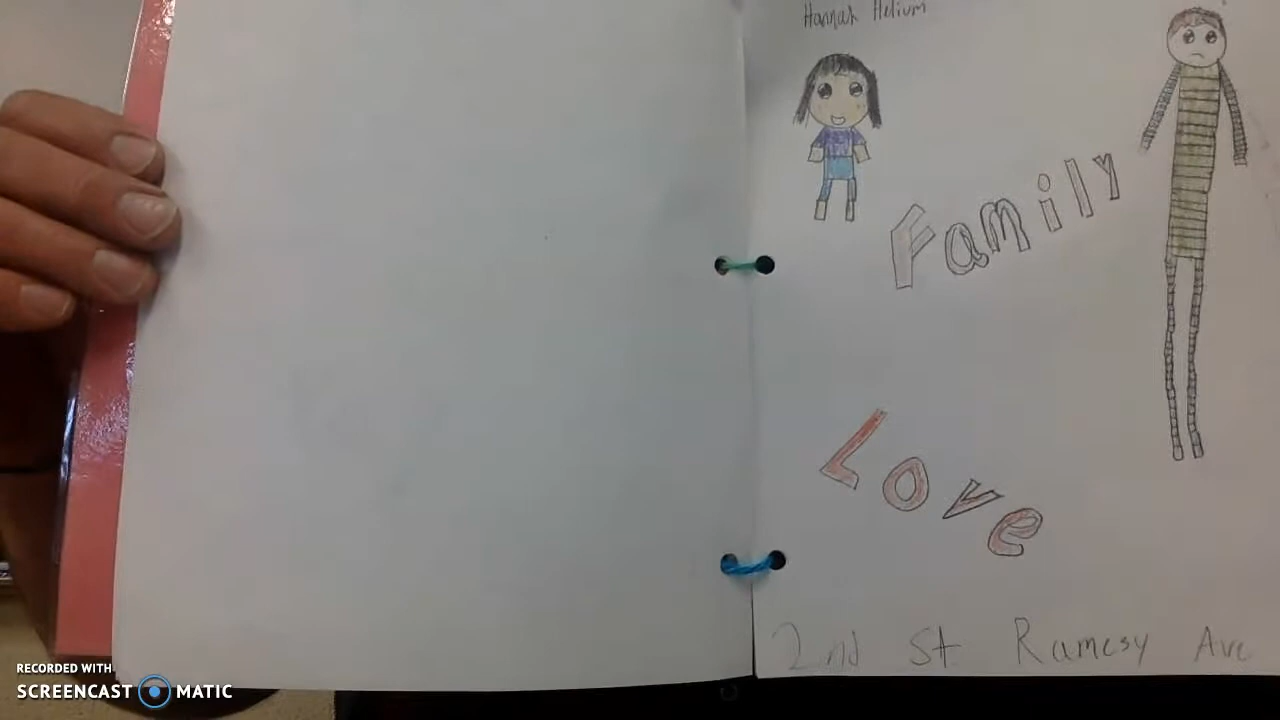 Hannah Helium
Family
Love
2nd St Ramesy Ave
RECORDED WITH
SCREENCAST MATIC